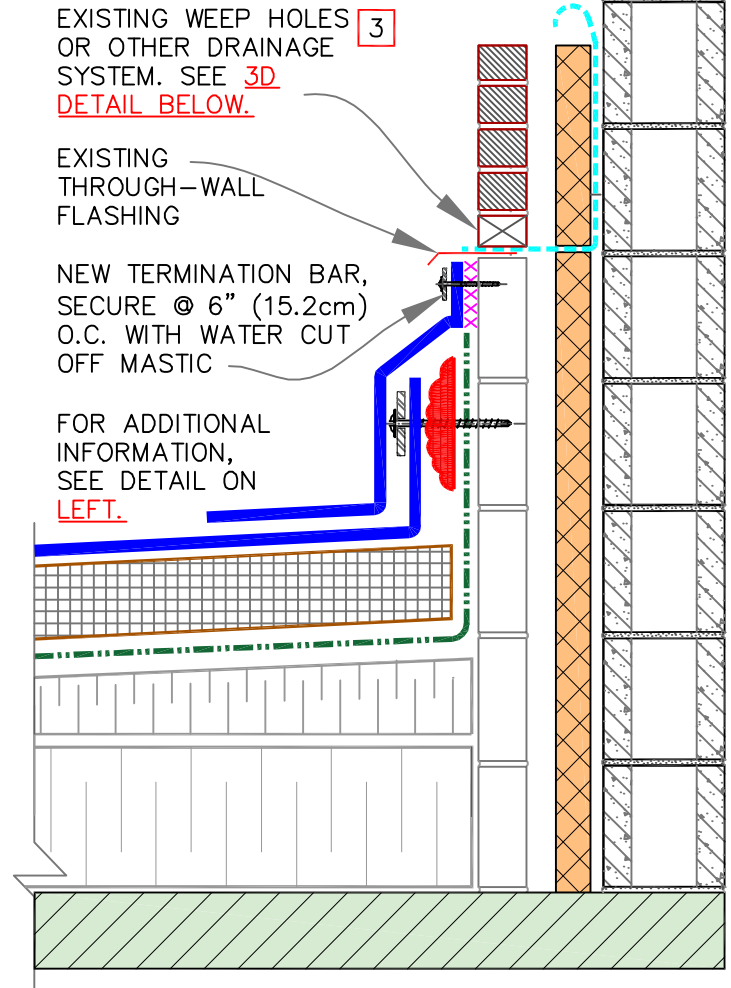 EXISTING WEEP HOLES
OR OTHER DRAINAGE
SYSTEM. SEE 3D
DETAIL BELOW.
3
EXISTING
THROUGH-WALL
FLASHING
NEW TERMINATION BAR,
SECURE @ 6" (15.2cm)
O.C. WITH WATER CUT
OFF MASTIC
FOR ADDITIONAL
INFORMATION,
SEE DETAIL ON
LEFT.